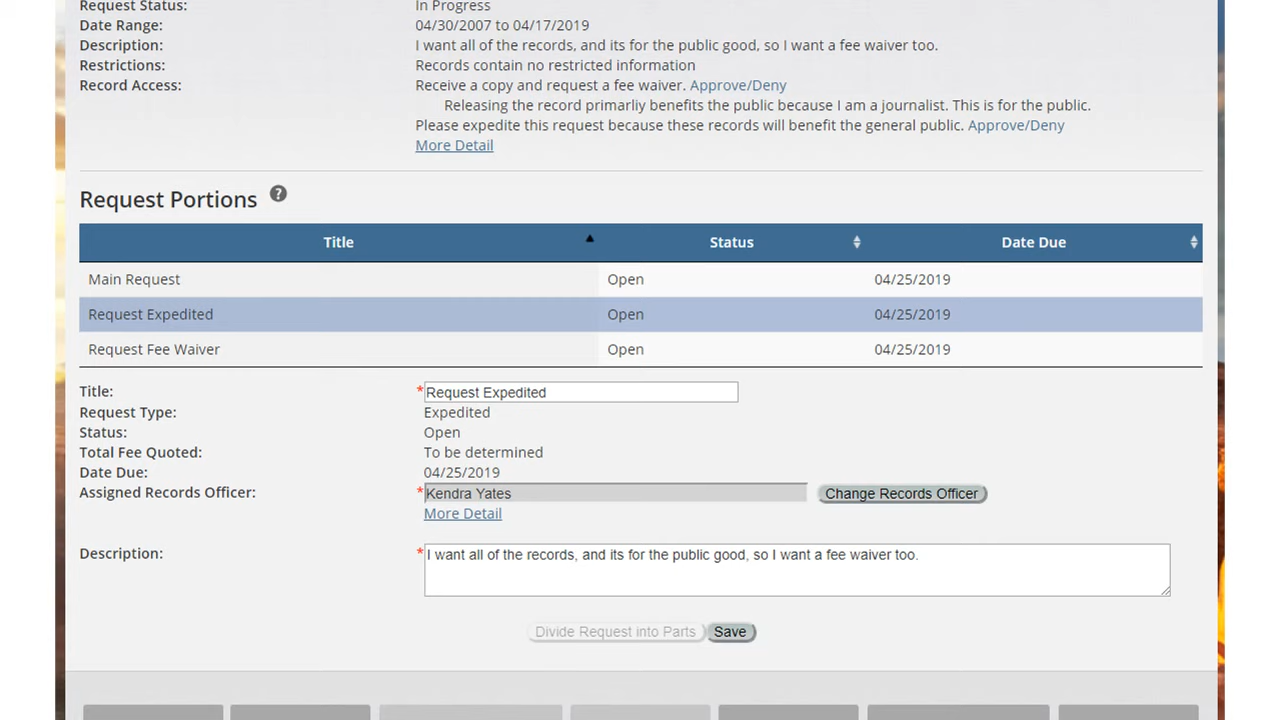 Request Status: In Progress
Date Range: 04/30/2007 to 04/17/2019
Description: I want all of the records, and its for the public good, so I want a fee waiver too.
Restrictions: Records contain no restricted information
Record Access: Receive a copy and request a fee waiver. Approve/Deny
Releasing the record primarliy benefits the public because I am a journalist. This is for the public.
Please expedite this request because these records will benefit the general public. Approve/Deny
More Detail
Request Portions ?
Title Status Date Due
Main Request Open 04/25/2019
Request Expedited Open 04/25/2019
Request Fee Waiver Open 04/25/2019
Title: *Request Expedited
Request Type: Expedited
Status: Open
Total Fee Quoted: To be determined
Date Due: 04/25/2019
Assigned Records Officer: *Kendra Yates Change Records Officer
More Detail
Description: *I want all of the records, and its for the public good, so I want a fee waiver too.
Divide Request into Parts Save